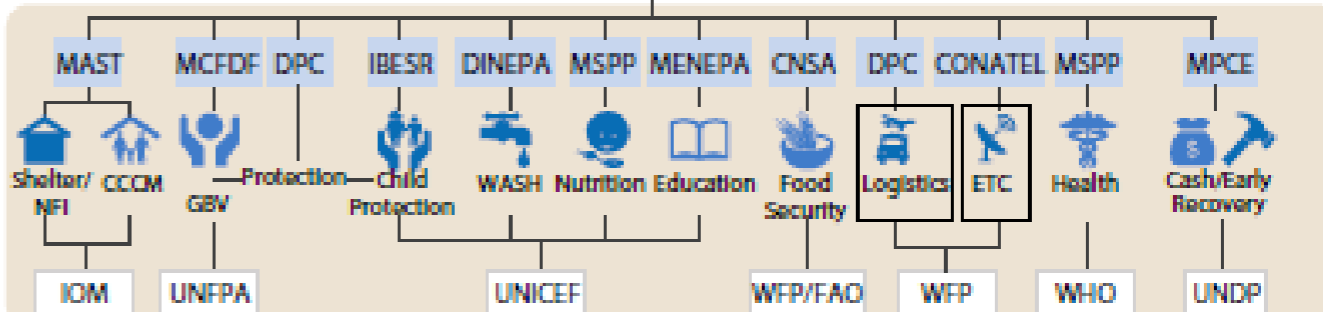 MAST MCFDF DPC IBESR DINEPA MSPP MENEPA CNSA DPC CONATEL MSPP MPCE
$
Shelter/
NFI
CCCM
GBV
Protection
Child
Protection
WASH
Nutrition
Education
Food
Security
Logistics
ETC
Health
Cash/Early
Recovery
IOM UNFPA UNICEF WFP/FAO WFP WHO UNDP